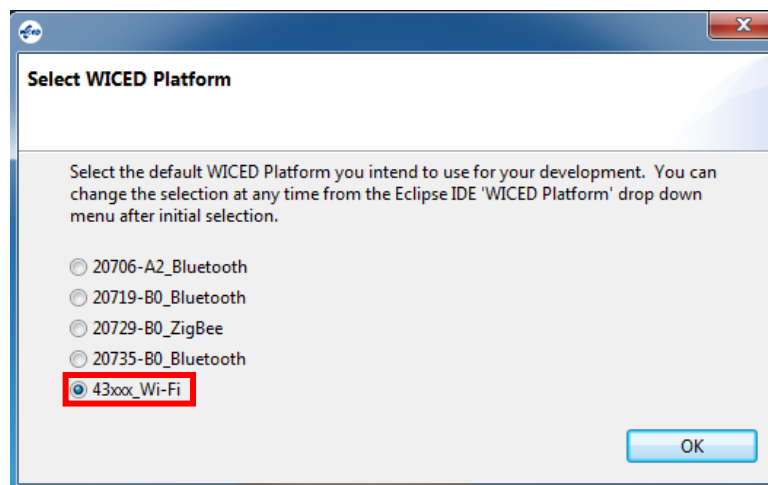 Select WICED Platform
Select the default WICED Platform you intend to use for your development. You can
change the selection at any time from the Eclipse IDE 'WICED Platform' drop down
menu after initial selection.
20706-A2_Bluetooth
20719-B0_Bluetooth
20729-B0_ZigBee
20735-B0_Bluetooth
43xxx_Wi-Fi
OK